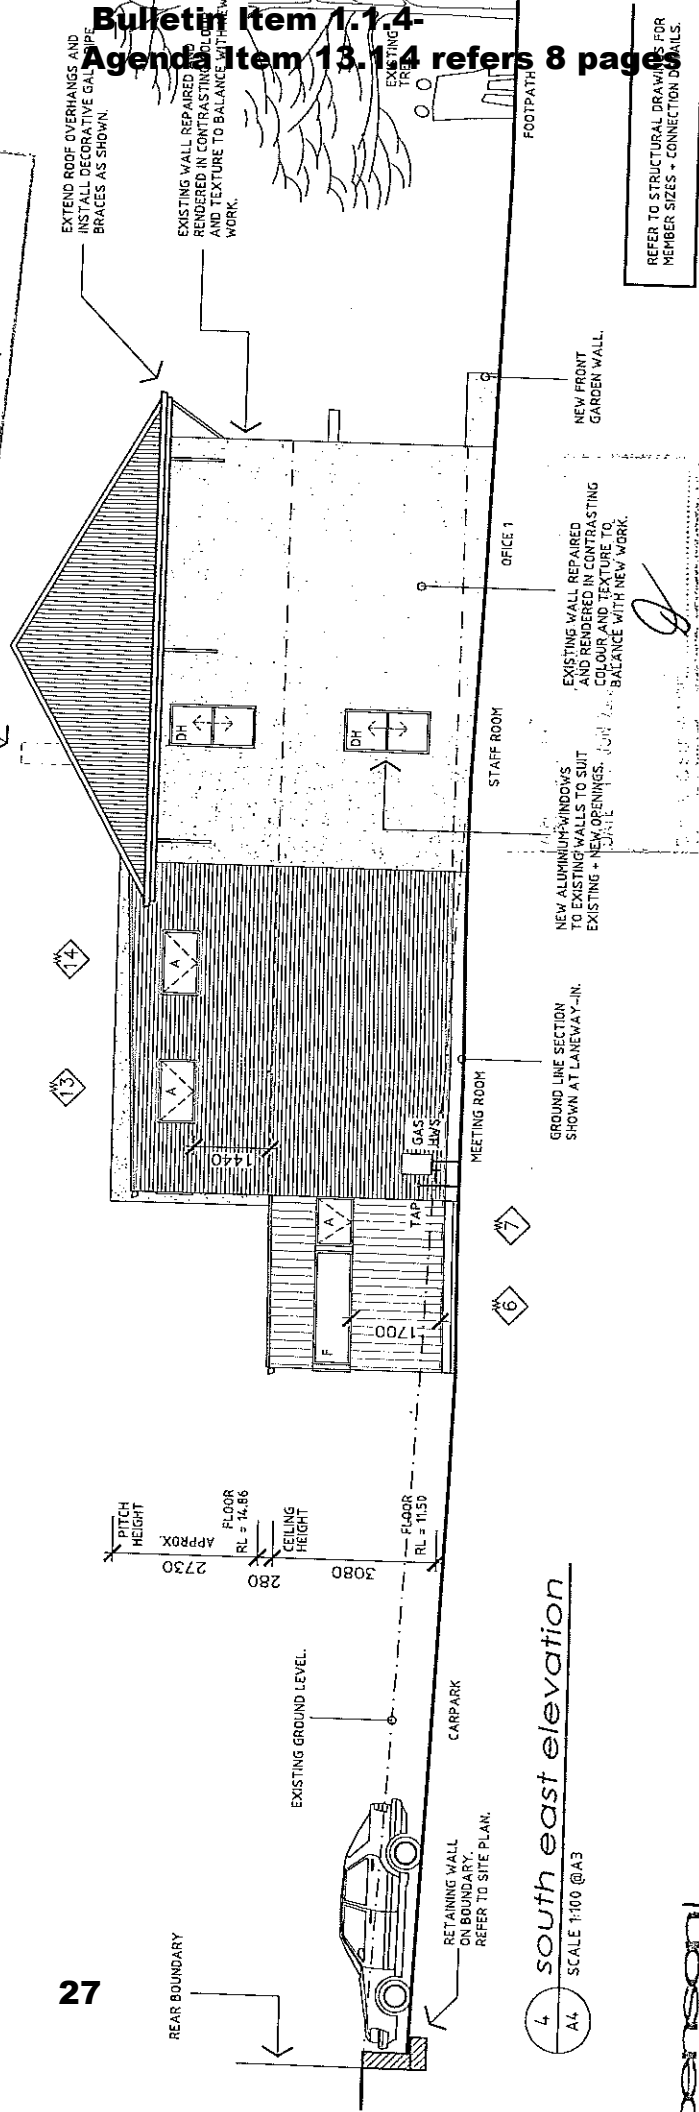 Bulletin Item 1.1.4-
Agenda Item 13.1.4 refers 8 pages
EXTEND ROOF OVERHANGS AND
INSTALL DECORATIVE GAL. PIPE
BRACES AS SHOWN.
EXISTING WALL REPAIRED AND
RENDERED IN CONTRASTING COLOUR
AND TEXTURE TO BALANCE WITH NEW
WORK.
EXISTING
TREE
FOOTPATH
REFER TO STRUCTURAL DRAWINGS FOR
MEMBER SIZES + CONNECTION DETAILS.
NEW FRONT
GARDEN WALL.
OFICE 1
EXISTING WALL REPAIRED
AND RENDERED IN CONTRASTING
COLOUR AND TEXTURE TO
BALANCE WITH NEW WORK.
DH
DH
STAFF ROOM
NEW ALUMINIUM WINDOWS
TO EXISTING WALLS TO SUIT
EXISTING + NEW OPENINGS.
W
14
W
13
A
A
1440
GAS
HWS
TAP
MEETING ROOM
GROUND LINE SECTION
SHOWN AT LANEWAY-IN.
A
F
1700
W
7
W
6
PITCH
HEIGHT
2730
APPROX.
FLOOR
RL = 14.86
280
CEILING
HEIGHT
3080
FLOOR
RL = 11.50
EXISTING GROUND LEVEL.
CARPARK
RETAINING WALL
ON BOUNDARY.
REFER TO SITE PLAN.
REAR BOUNDARY
4
A4
south east elevation
SCALE 1:100 @A3
27